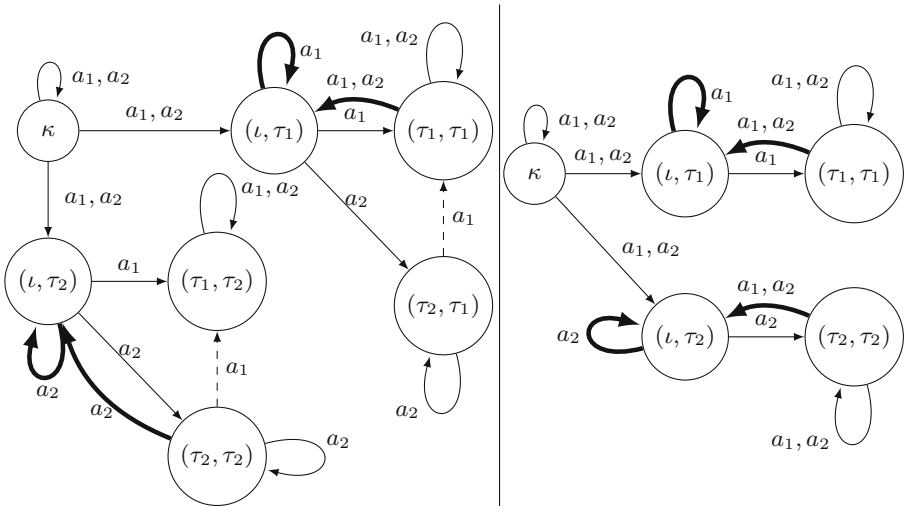 a₁, a₂
κ
a₁, a₂
a₁, a₂
a₁
(ι, τ₁)
a₁, a₂
a₁
a₁, a₂
(τ₁, τ₁)
a₂
a₁
(τ₂, τ₁)
a₂
(ι, τ₂)
a₂
a₁
a₁, a₂
(τ₁, τ₂)
a₂
a₂
a₁
(τ₂, τ₂)
a₂
a₁, a₂
κ
a₁, a₂
a₁, a₂
a₁
(ι, τ₁)
a₁, a₂
a₁
a₁, a₂
(τ₁, τ₁)
a₂
(ι, τ₂)
a₁, a₂
a₂
(τ₂, τ₂)
a₁, a₂